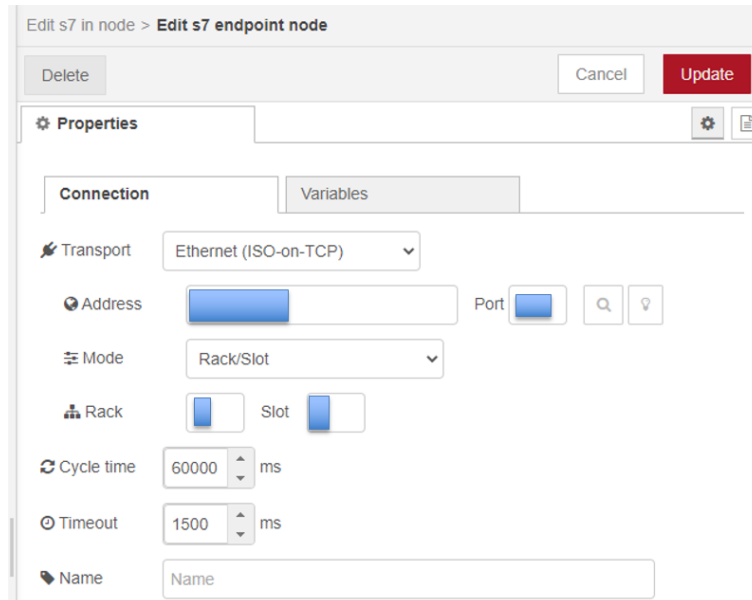 Edit s7 in node > Edit s7 endpoint node
Delete Cancel Update
Properties
Connection Variables
Transport Ethernet (ISO-on-TCP)
Address Port
Mode Rack/Slot
Rack Slot
Cycle time 60000 ms
Timeout 1500 ms
Name Name